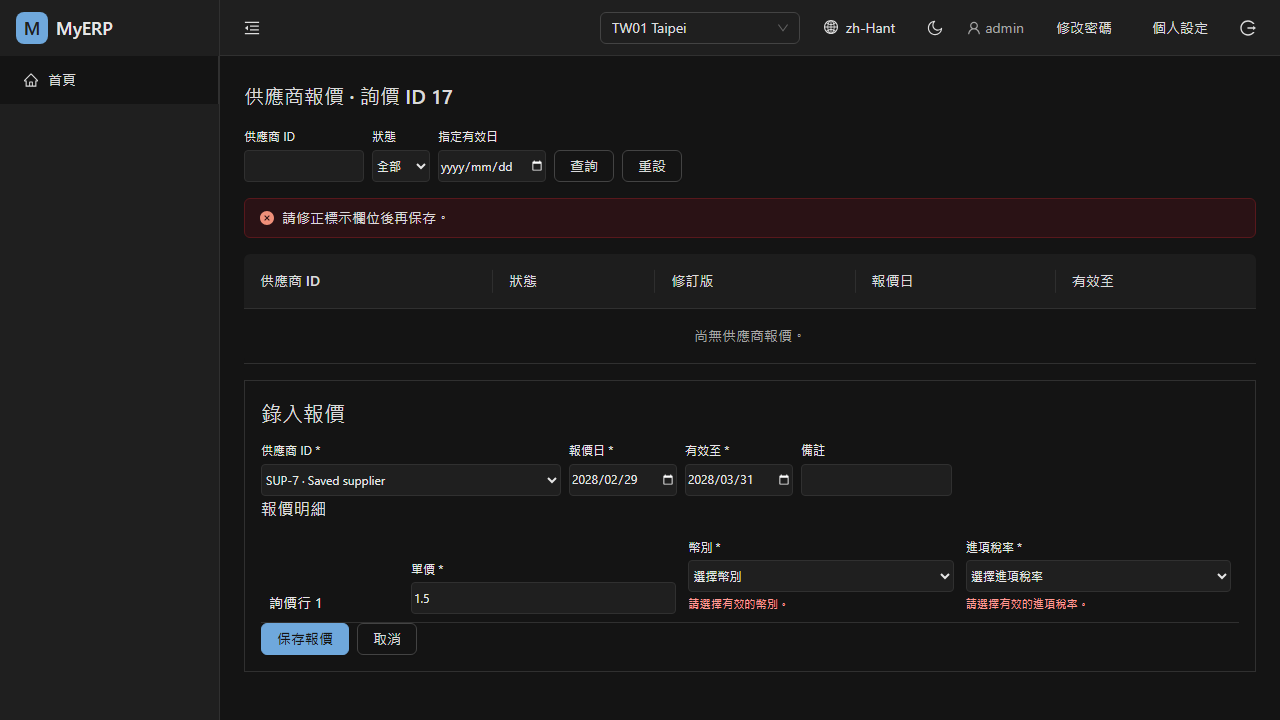 M MyERP
TW01 Taipei
zh-Hant
admin
修改密碼
個人設定
首頁
供應商報價 · 詢價 ID 17
供應商 ID
狀態
指定有效日
全部
yyyy/mm/dd
查詢
重設
請修正標示欄位後再保存。
供應商 ID
狀態
修訂版
報價日
有效至
尚無供應商報價。
錄入報價
供應商 ID *
報價日 *
有效至 *
備註
SUP-7 · Saved supplier
2028/02/29
2028/03/31
報價明細
詢價行 1
單價 *
1.5
幣別 *
選擇幣別
請選擇有效的幣別。
進項稅率 *
選擇進項稅率
請選擇有效的進項稅率。
保存報價
取消